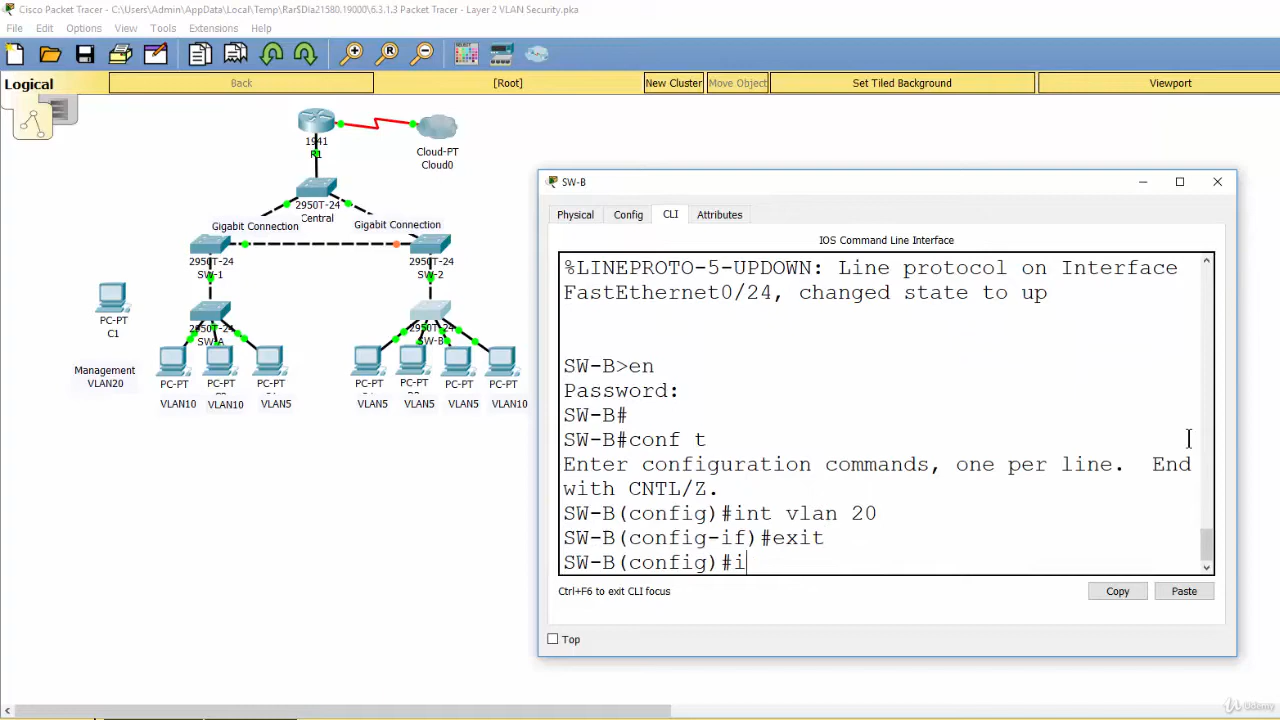 Cisco Packet Tracer - C:\Users\Admin\AppData\Local\Temp\Rar$DIa21580.19000\6.3.1.3 Packet Tracer - Layer 2 VLAN Security.pka
File Edit Options View Tools Extensions Help
Logical Back [Root] New Cluster Move Object Set Tiled Background Viewport
1941
R1
Cloud-PT
Cloud0
2950T-24
Central
Gigabit Connection
Gigabit Connection
2950T-24
SW-1
2950T-24
SW-2
PC-PT
C1
2950T-24
SW-A
2950T-24
SW-B
Management
VLAN20
PC-PT
VLAN10
PC-PT
VLAN10
PC-PT
VLAN5
PC-PT
VLAN5
PC-PT
VLAN5
PC-PT
VLAN5
PC-PT
VLAN10
SW-B
Physical Config CLI Attributes
IOS Command Line Interface
%LINEPROTO-5-UPDOWN: Line protocol on Interface
FastEthernet0/24, changed state to up
SW-B>en
Password:
SW-B#
SW-B#conf t
Enter configuration commands, one per line. End
with CNTL/Z.
SW-B(config)#int vlan 20
SW-B(config-if)#exit
SW-B(config)#i
Ctrl+F6 to exit CLI focus
Copy Paste
Top
Udemy